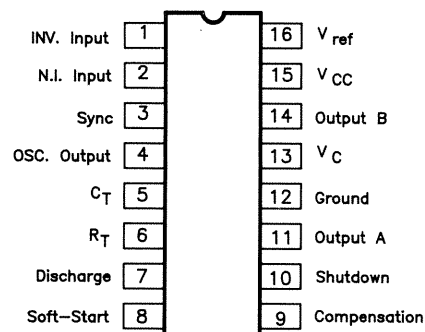 INV. Input 1 16 Vref
N.I. Input 2 15 VCC
Sync 3 14 Output B
OSC. Output 4 13 VC
CT 5 12 Ground
RT 6 11 Output A
Discharge 7 10 Shutdown
Soft-Start 8 9 Compensation